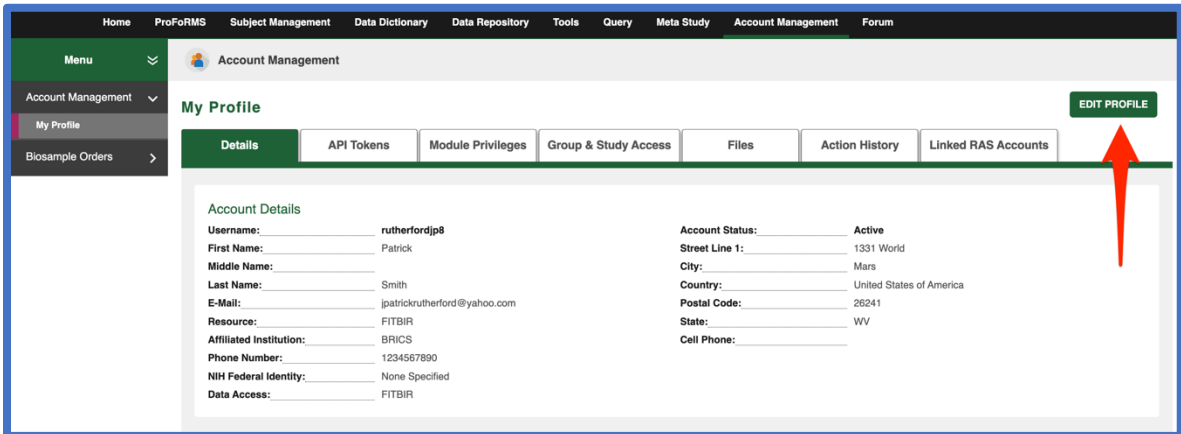 Home ProFoRMS Subject Management Data Dictionary Data Repository Tools Query Meta Study Account Management Forum
Menu
Account Management
Account Management
My Profile
Biosample Orders
My Profile
EDIT PROFILE
Details API Tokens Module Privileges Group & Study Access Files Action History Linked RAS Accounts
Account Details
Username: rutherfordjp8
First Name: Patrick
Middle Name:
Last Name: Smith
E-Mail: jpatrickrutherford@yahoo.com
Resource: FITBIR
Affiliated Institution: BRICS
Phone Number: 1234567890
NIH Federal Identity: None Specified
Data Access: FITBIR
Account Status: Active
Street Line 1: 1331 World
City: Mars
Country: United States of America
Postal Code: 26241
State: WV
Cell Phone: